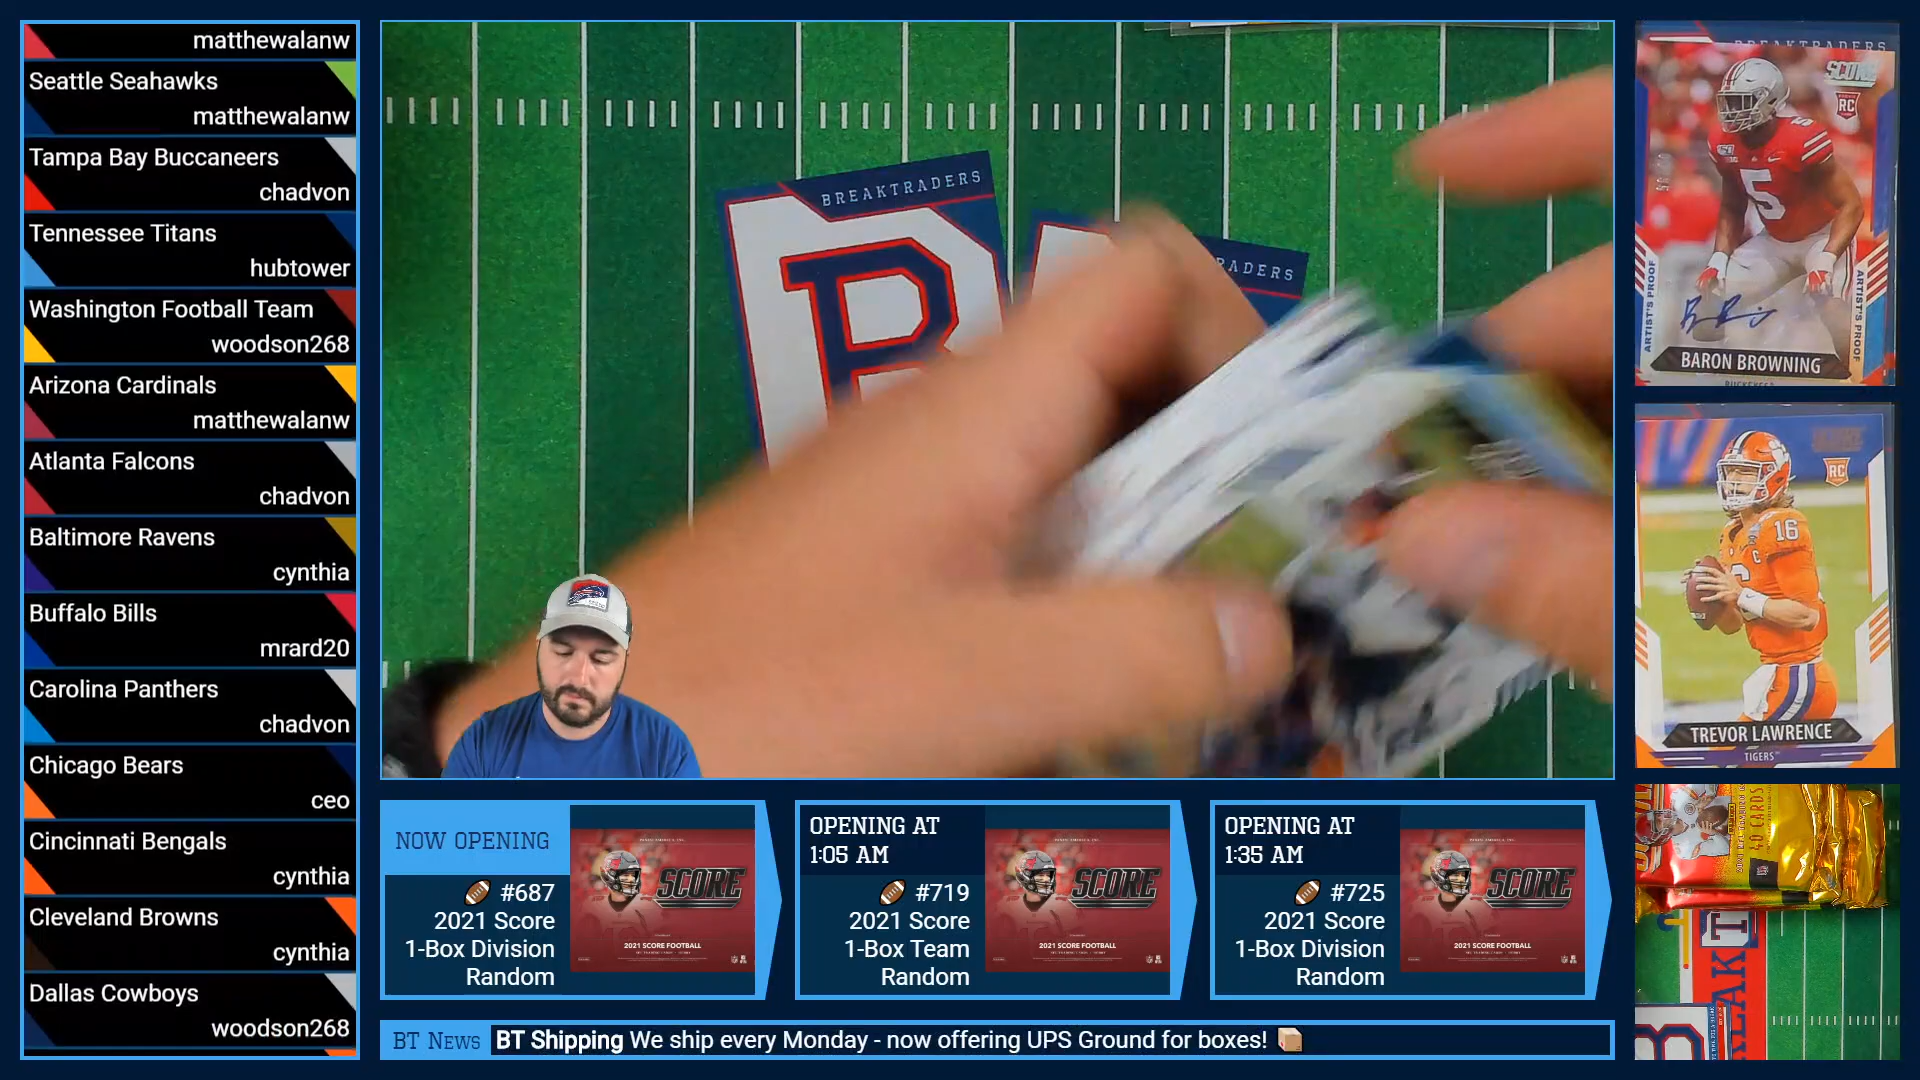 matthewalanw
Seattle Seahawks
matthewalanw
Tampa Bay Buccaneers
chadvon
Tennessee Titans
hubtower
Washington Football Team
woodson268
Arizona Cardinals
matthewalanw
Atlanta Falcons
chadvon
Baltimore Ravens
cynthia
Buffalo Bills
mrard20
Carolina Panthers
chadvon
Chicago Bears
ceo
Cincinnati Bengals
cynthia
Cleveland Browns
cynthia
Dallas Cowboys
woodson268
BREAKTRADERS
B
RADERS
NOW OPENING
#687
2021 Score
1-Box Division
Random
SCORE
2021 SCORE FOOTBALL
OPENING AT
1:05 AM
#719
2021 Score
1-Box Team
Random
SCORE
2021 SCORE FOOTBALL
OPENING AT
1:35 AM
#725
2021 Score
1-Box Division
Random
SCORE
2021 SCORE FOOTBALL
BT News
BT Shipping We ship every Monday - now offering UPS Ground for boxes!
BREAKTRADERS
SCORE
RC
5
ARTIST'S PROOF
ARTIST'S PROOF
BARON BROWNING
BUCKEYES
SCORE
RC
16
TREVOR LAWRENCE
TIGERS
40 CARDS